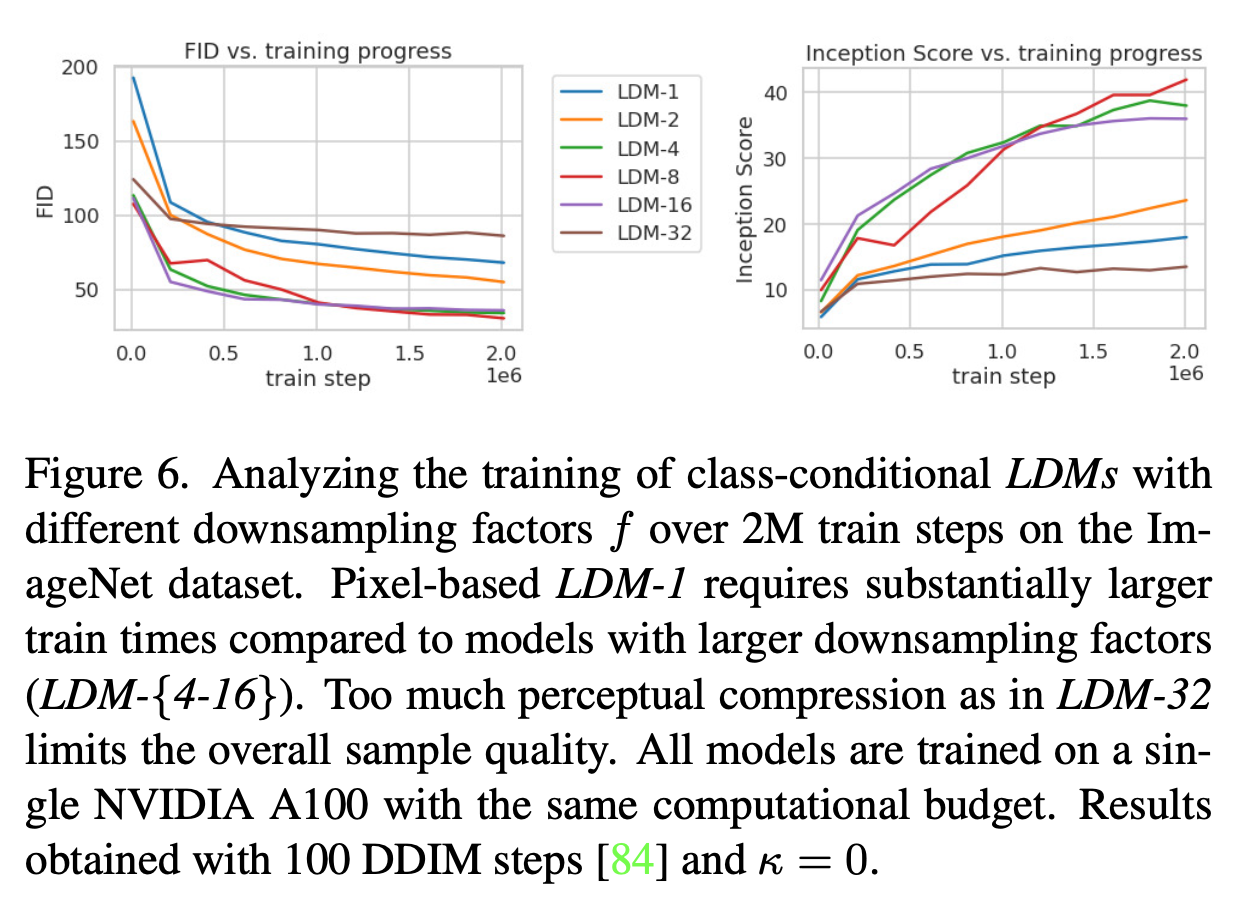 FID vs. training progress
200
150
100
50
FID
0.0 0.5 1.0 1.5 2.0
1e6
train step
LDM-1
LDM-2
LDM-4
LDM-8
LDM-16
LDM-32
Inception Score vs. training progress
40
30
20
10
Inception Score
0.0 0.5 1.0 1.5 2.0
1e6
train step
Figure 6. Analyzing the training of class-conditional LDMs with
different downsampling factors f over 2M train steps on the Im-
ageNet dataset. Pixel-based LDM-1 requires substantially larger
train times compared to models with larger downsampling factors
(LDM-{4-16}). Too much perceptual compression as in LDM-32
limits the overall sample quality. All models are trained on a sin-
gle NVIDIA A100 with the same computational budget. Results
obtained with 100 DDIM steps [84] and κ = 0.